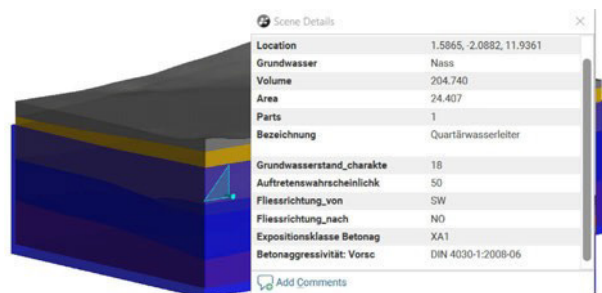 Scene Details
Location 1.5865, -2.0882, 11.9361
Grundwasser Nass
Volume 204.740
Area 24.407
Parts 1
Bezeichnung Quartärwasserleiter
Grundwasserstand_charakte 18
Auftretenswahrscheinlichk 50
Fliessrichtung_von SW
Fliessrichtung_nach NO
Expositionsklasse Betonag XA1
Betonaggressivität: Vorsc DIN 4030-1:2008-06
Add Comments